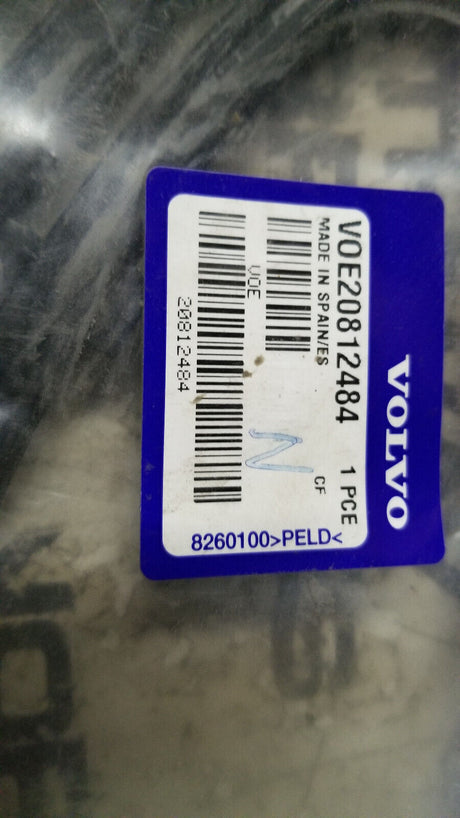 VOLVO
VOE20812484 1 PCE
MADE IN SPAIN/ES CF
VOE
20812484
N
8260100>PELD<